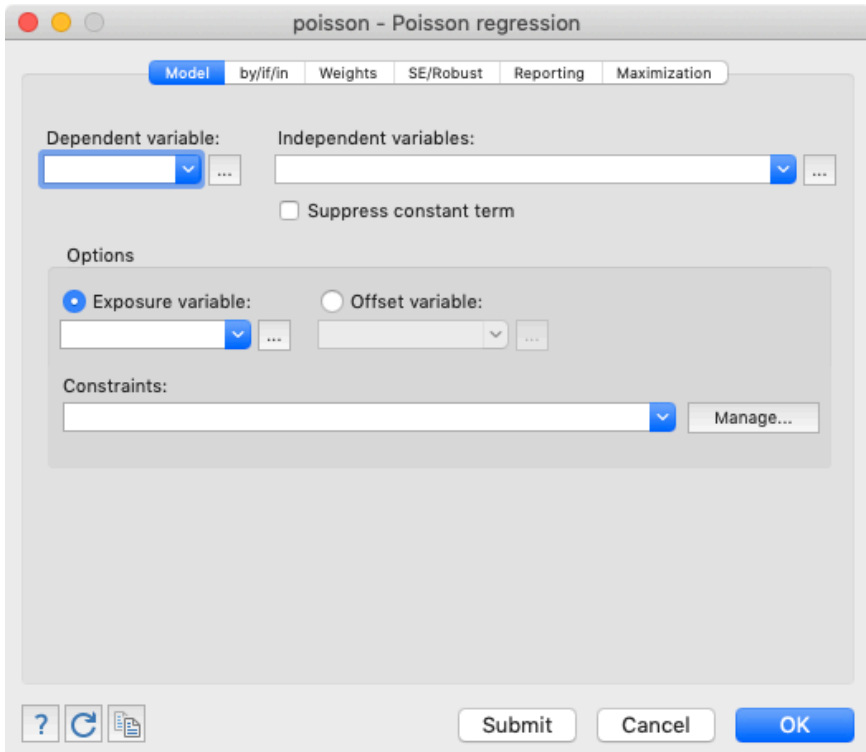 poisson - Poisson regression
Model by/if/in Weights SE/Robust Reporting Maximization
Dependent variable: Independent variables:
... ...
Suppress constant term
Options
Exposure variable: Offset variable:
... ...
Constraints:
Manage...
? Submit Cancel OK